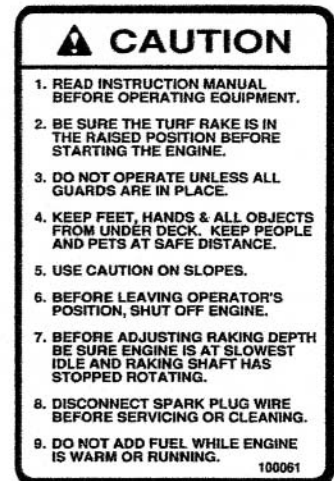 CAUTION
1. READ INSTRUCTION MANUAL
BEFORE OPERATING EQUIPMENT.
2. BE SURE THE TURF RAKE IS IN
THE RAISED POSITION BEFORE
STARTING THE ENGINE.
3. DO NOT OPERATE UNLESS ALL
GUARDS ARE IN PLACE.
4. KEEP FEET, HANDS & ALL OBJECTS
FROM UNDER DECK. KEEP PEOPLE
AND PETS AT SAFE DISTANCE.
5. USE CAUTION ON SLOPES.
6. BEFORE LEAVING OPERATOR'S
POSITION, SHUT OFF ENGINE.
7. BEFORE ADJUSTING RAKING DEPTH
BE SURE ENGINE IS AT SLOWEST
IDLE AND RAKING SHAFT HAS
STOPPED ROTATING.
8. DISCONNECT SPARK PLUG WIRE
BEFORE SERVICING OR CLEANING.
9. DO NOT ADD FUEL WHILE ENGINE
IS WARM OR RUNNING.
100061